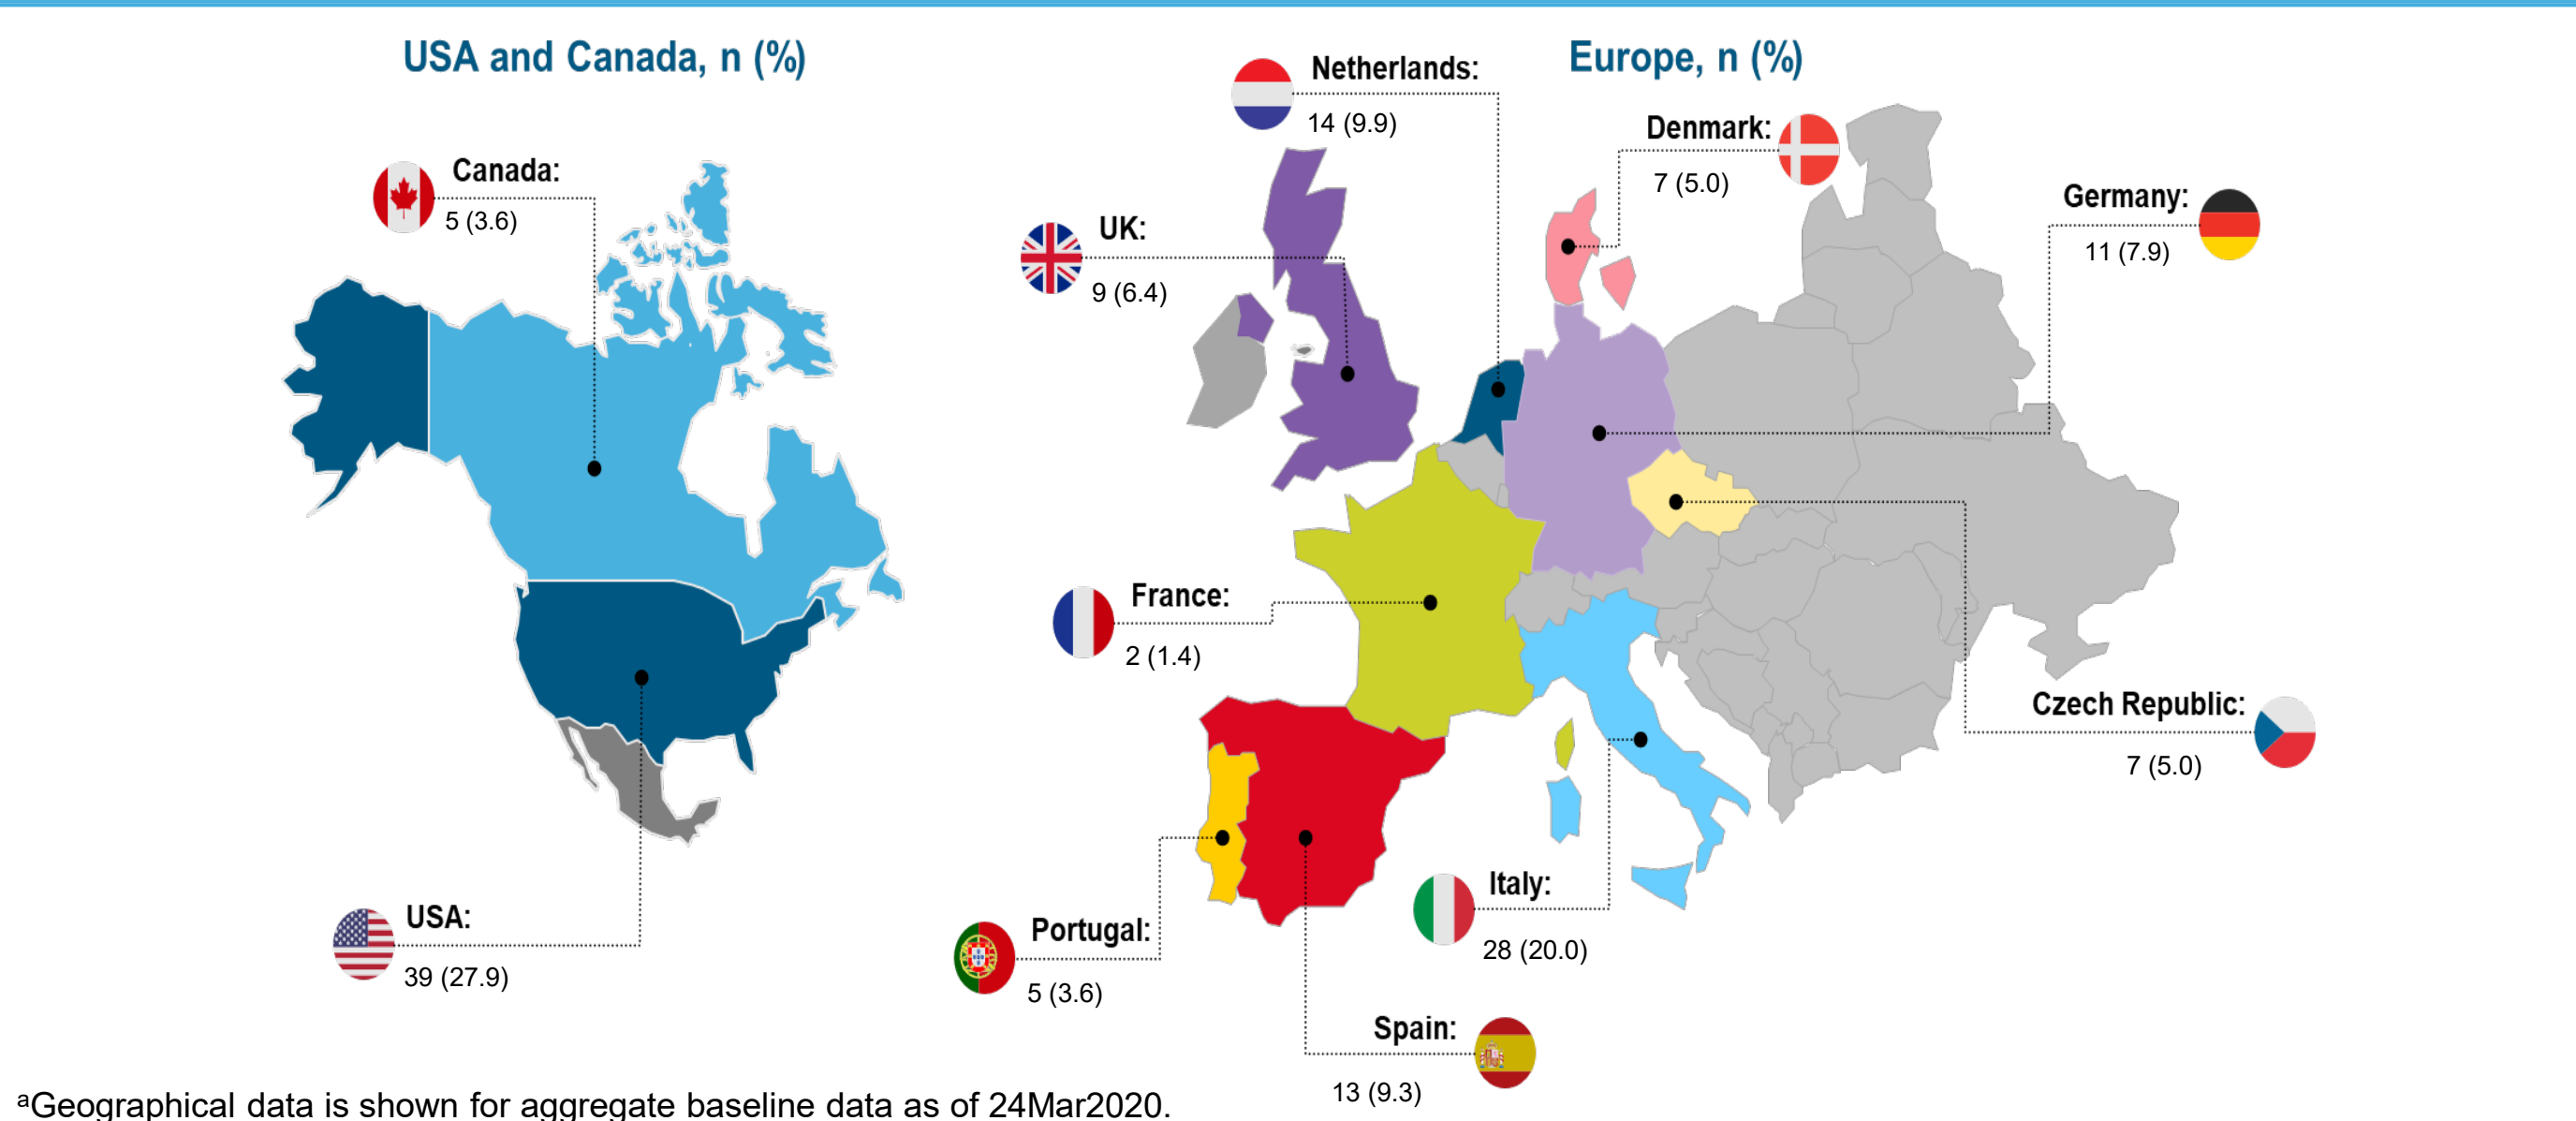 USA and Canada, n (%)
Canada:
5 (3.6)
USA:
39 (27.9)
Europe, n (%)
Netherlands:
14 (9.9)
Denmark:
7 (5.0)
Germany:
11 (7.9)
UK:
9 (6.4)
France:
2 (1.4)
Czech Republic:
7 (5.0)
Italy:
28 (20.0)
Portugal:
5 (3.6)
Spain:
13 (9.3)
ᵃGeographical data is shown for aggregate baseline data as of 24Mar2020.